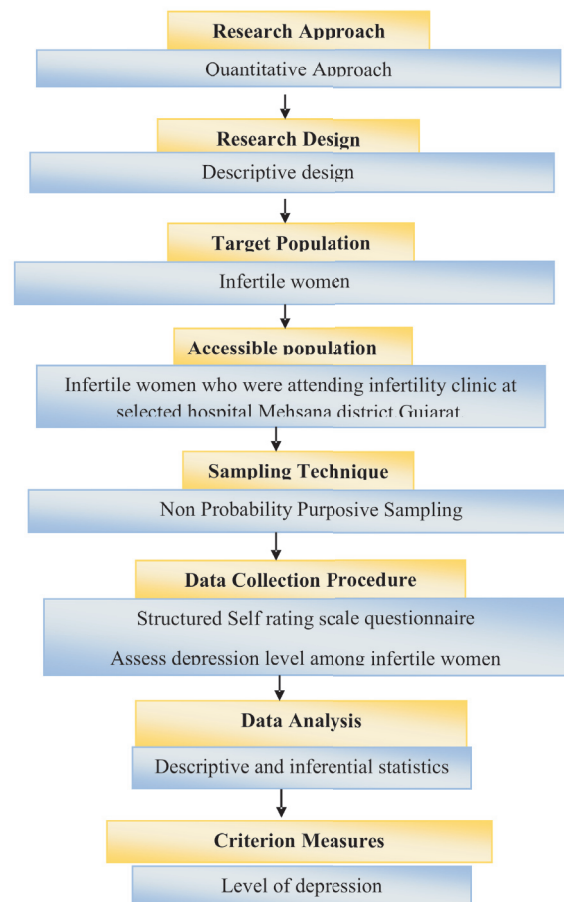 Research Approach
Quantitative Approach
Research Design
Descriptive design
Target Population
Infertile women
Accessible population
Infertile women who were attending infertility clinic at
selected hospital Mehsana district Gujarat
Sampling Technique
Non Probability Purposive Sampling
Data Collection Procedure
Structured Self rating scale questionnaire
Assess depression level among infertile women
Data Analysis
Descriptive and inferential statistics
Criterion Measures
Level of depression